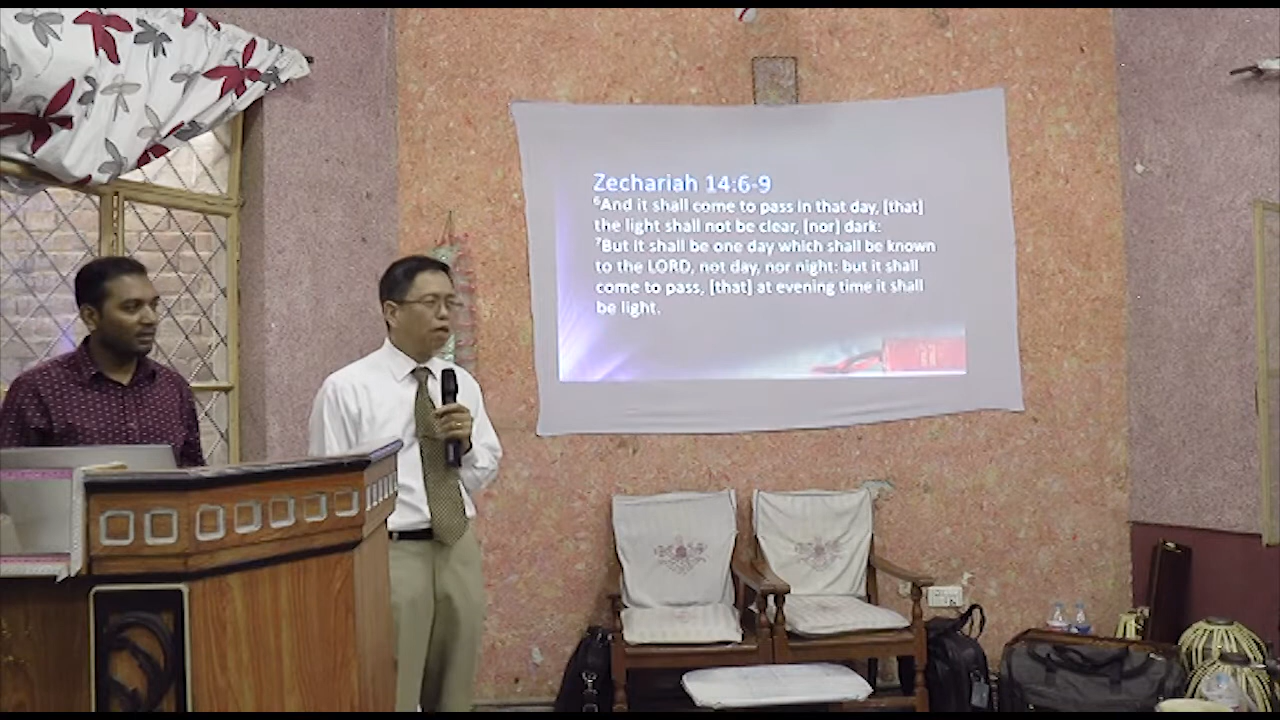 Zechariah 14:6-9
⁶And it shall come to pass in that day, [that]
the light shall not be clear, [nor] dark:
⁷But it shall be one day which shall be known
to the LORD, not day, nor night: but it shall
come to pass, [that] at evening time it shall
be light.